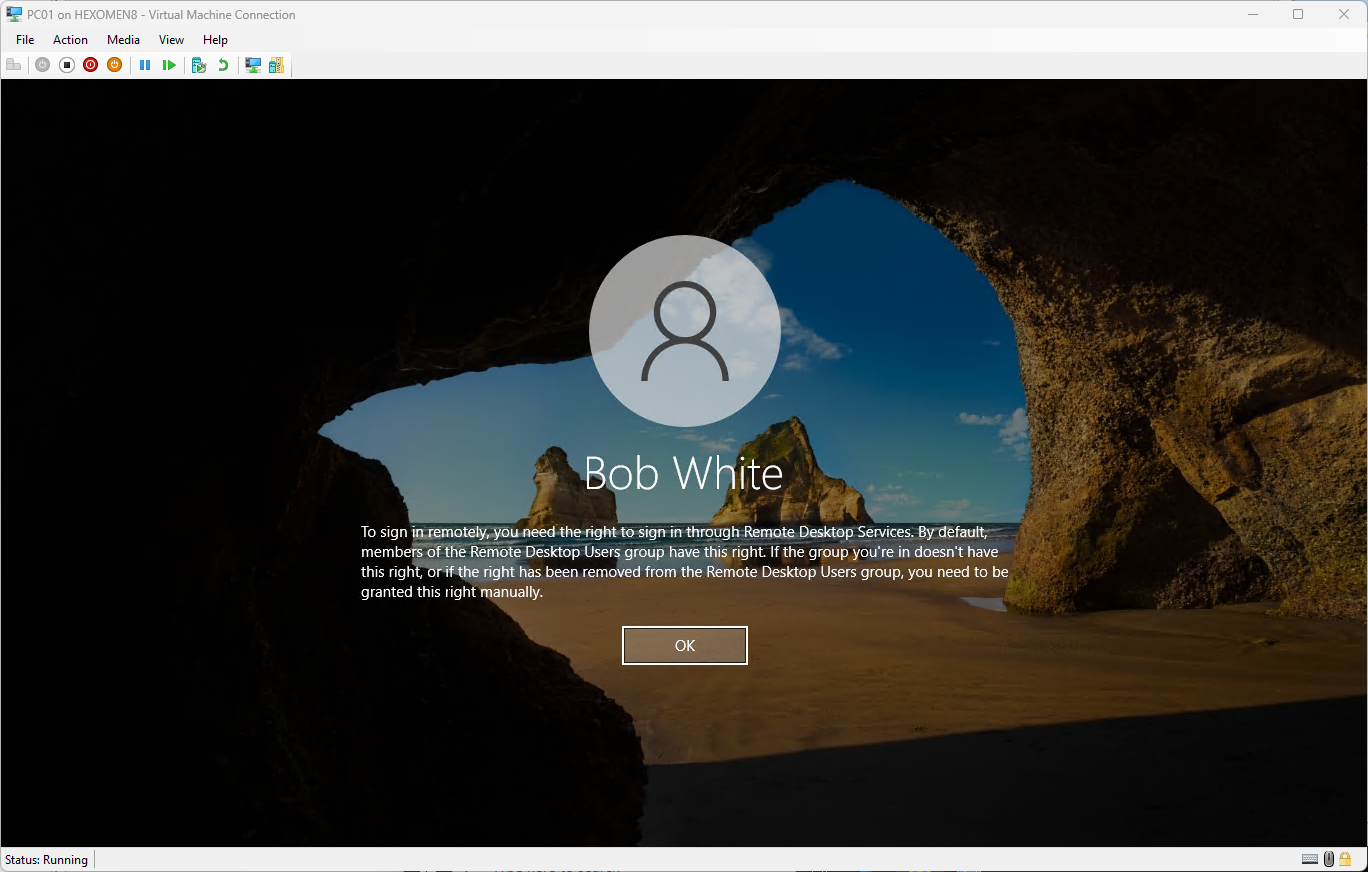 PC01 on HEXOMEN8 - Virtual Machine Connection
File Action Media View Help
Bob White
To sign in remotely, you need the right to sign in through Remote Desktop Services. By default,
members of the Remote Desktop Users group have this right. If the group you're in doesn't have
this right, or if the right has been removed from the Remote Desktop Users group, you need to be
granted this right manually.
OK
Status: Running